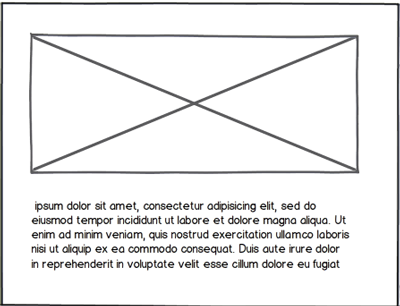 ipsum dolor sit amet, consectetur adipisicing elit, sed do
eiusmod tempor incididunt ut labore et dolore magna aliqua. Ut
enim ad minim veniam, quis nostrud exercitation ullamco laboris
nisi ut aliquip ex ea commodo consequat. Duis aute irure dolor
in reprehenderit in voluptate velit esse cillum dolore eu fugiat